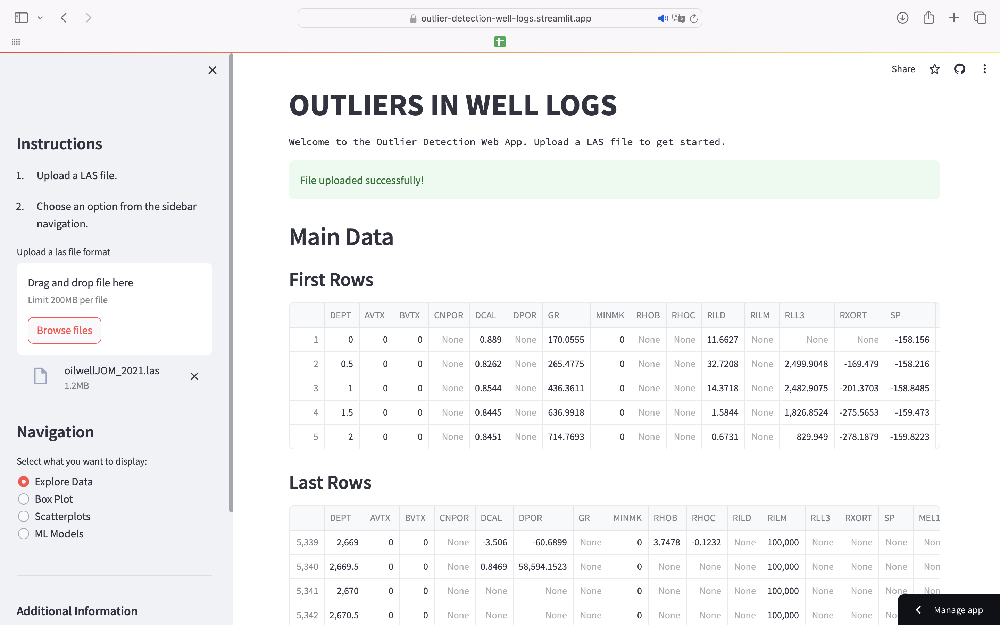 outlier-detection-well-logs.streamlit.app
Share
Instructions
1. Upload a LAS file.
2. Choose an option from the sidebar
navigation.
Upload a las file format
Drag and drop file here
Limit 200MB per file
Browse files
oilwellJOM_2021.las
1.2MB
Navigation
Select what you want to display:
Explore Data
Box Plot
Scatterplots
ML Models
Additional Information
OUTLIERS IN WELL LOGS
Welcome to the Outlier Detection Web App. Upload a LAS file to get started.
File uploaded successfully!
Main Data
First Rows
DEPT AVTX BVTX CNPOR DCAL DPOR GR MINMK RHOB RHOC RILD RILM RLL3 RXORT SP
1 0 0 0 None 0.889 None 170.0555 0 None None 11.6627 None None None -158.156
2 0.5 0 0 None 0.8262 None 265.4775 0 None None 32.7208 None 2,499.9048 -169.479 -158.216
3 1 0 0 None 0.8544 None 436.3611 0 None None 14.3718 None 2,482.9075 -201.3703 -158.8485
4 1.5 0 0 None 0.8445 None 636.9918 0 None None 1.5844 None 1,826.8524 -275.5653 -159.473
5 2 0 0 None 0.8451 None 714.7693 0 None None 0.6731 None 829.949 -278.1879 -159.8223
Last Rows
DEPT AVTX BVTX CNPOR DCAL DPOR GR MINMK RHOB RHOC RILD RILM RLL3 RXORT SP MEL1
5,339 2,669 0 0 None -3.506 -60.6899 None 0 3.7478 -0.1232 None 100,000 None None None Non
5,340 2,669.5 0 0 None 0.8469 58,594.1523 None 0 None None None 100,000 None None None Non
5,341 2,670 0 0 None None None None 0 None None None 100,000 None None None Non
5,342 2,670.5 0 0 None None None None 0 None None None 100,000 None None No
Manage app